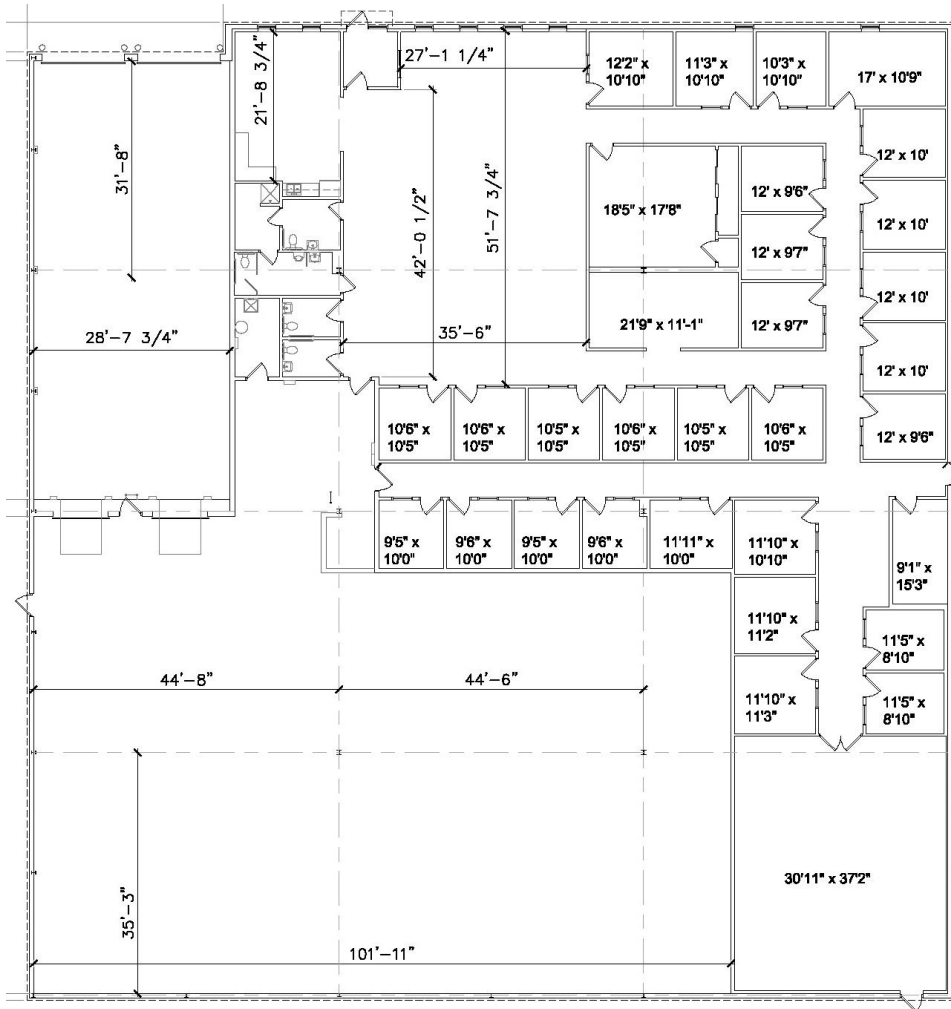 27'-1 1/4"
12'2" x
10'10"
11'3" x
10'10"
10'3" x
10'10"
17' x 10'9"
21'-8 3/4"
31'-8"
42'-0 1/2"
51'-7 3/4"
12' x 10'
18'5" x 17'8"
12' x 9'6"
12' x 10'
12' x 9'7"
12' x 10'
28'-7 3/4"
35'-6"
21'9" x 11'-1"
12' x 9'7"
12' x 10'
10'6" x
10'5"
10'6" x
10'5"
10'5" x
10'5"
10'6" x
10'5"
10'5" x
10'5"
10'6" x
10'5"
12' x 9'6"
9'5" x
10'0"
9'6" x
10'0"
9'5" x
10'0"
9'6" x
10'0"
11'11" x
10'0"
11'10" x
10'10"
9'1" x
15'3"
11'10" x
11'2"
11'5" x
8'10"
44'-8"
44'-6"
11'10" x
11'3"
11'5" x
8'10"
30'11" x 37'2"
35'-3"
101'-11"